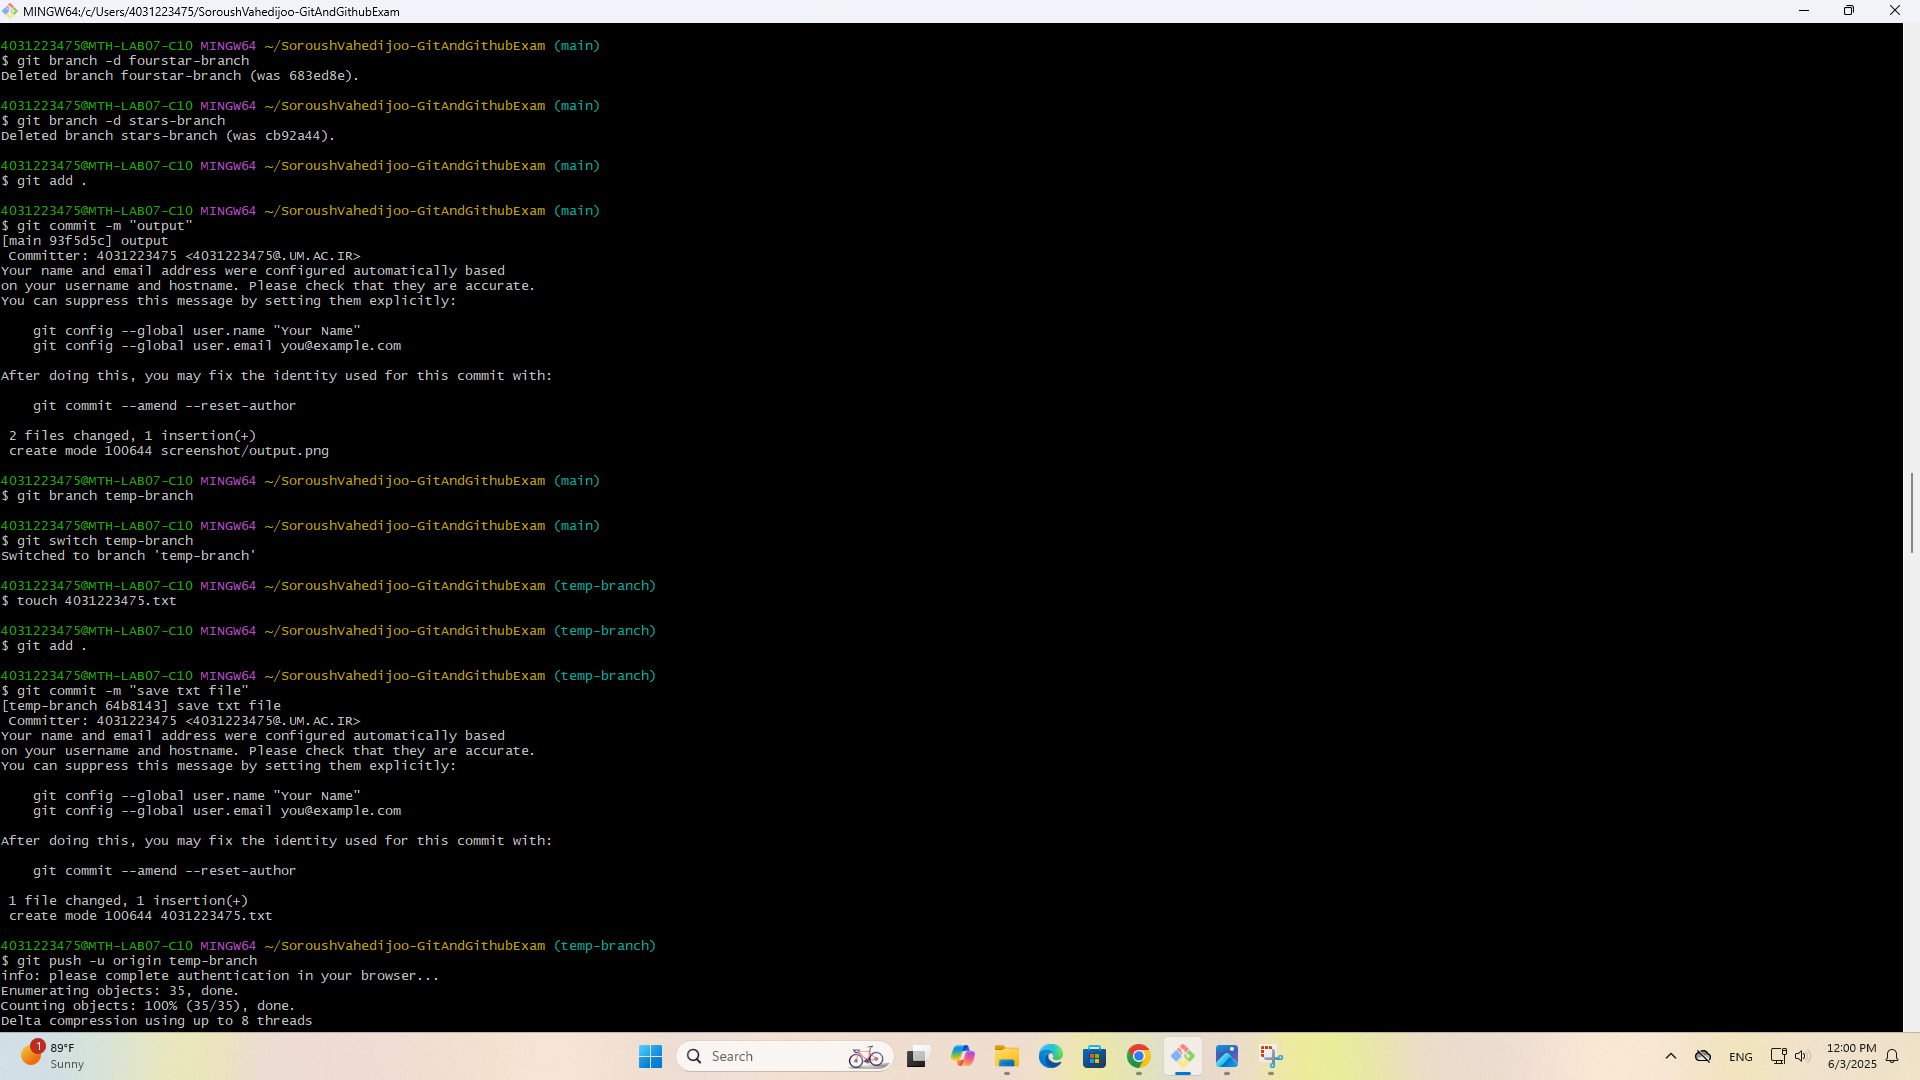 MINGW64:/c/Users/4031223475/SoroushVahedijoo-GitAndGithubExam
4031223475@MTH-LAB07-C10 MINGW64 ~/SoroushVahedijoo-GitAndGithubExam (main)
$ git branch -d fourstar-branch
Deleted branch fourstar-branch (was 683ed8e).
4031223475@MTH-LAB07-C10 MINGW64 ~/SoroushVahedijoo-GitAndGithubExam (main)
$ git branch -d stars-branch
Deleted branch stars-branch (was cb92a44).
4031223475@MTH-LAB07-C10 MINGW64 ~/SoroushVahedijoo-GitAndGithubExam (main)
$ git add .
4031223475@MTH-LAB07-C10 MINGW64 ~/SoroushVahedijoo-GitAndGithubExam (main)
$ git commit -m "output"
[main 93f5d5c] output
Committer: 4031223475 <4031223475@.UM.AC.IR>
Your name and email address were configured automatically based
on your username and hostname. Please check that they are accurate.
You can suppress this message by setting them explicitly:
git config --global user.name "Your Name"
git config --global user.email you@example.com
After doing this, you may fix the identity used for this commit with:
git commit --amend --reset-author
2 files changed, 1 insertion(+)
create mode 100644 screenshot/output.png
4031223475@MTH-LAB07-C10 MINGW64 ~/SoroushVahedijoo-GitAndGithubExam (main)
$ git branch temp-branch
4031223475@MTH-LAB07-C10 MINGW64 ~/SoroushVahedijoo-GitAndGithubExam (main)
$ git switch temp-branch
Switched to branch 'temp-branch'
4031223475@MTH-LAB07-C10 MINGW64 ~/SoroushVahedijoo-GitAndGithubExam (temp-branch)
$ touch 4031223475.txt
4031223475@MTH-LAB07-C10 MINGW64 ~/SoroushVahedijoo-GitAndGithubExam (temp-branch)
$ git add .
4031223475@MTH-LAB07-C10 MINGW64 ~/SoroushVahedijoo-GitAndGithubExam (temp-branch)
$ git commit -m "save txt file"
[temp-branch 64b8143] save txt file
Committer: 4031223475 <4031223475@.UM.AC.IR>
Your name and email address were configured automatically based
on your username and hostname. Please check that they are accurate.
You can suppress this message by setting them explicitly:
git config --global user.name "Your Name"
git config --global user.email you@example.com
After doing this, you may fix the identity used for this commit with:
git commit --amend --reset-author
1 file changed, 1 insertion(+)
create mode 100644 4031223475.txt
4031223475@MTH-LAB07-C10 MINGW64 ~/SoroushVahedijoo-GitAndGithubExam (temp-branch)
$ git push -u origin temp-branch
info: please complete authentication in your browser...
Enumerating objects: 35, done.
Counting objects: 100% (35/35), done.
Delta compression using up to 8 threads
1
89°F
Sunny
Search
ENG
12:00 PM
6/3/2025